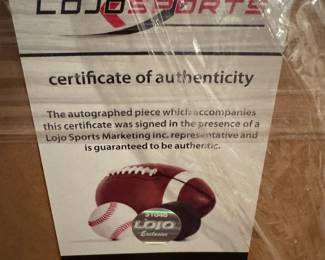 LOJO SPORTS
certificate of authenticity
The autographed piece which accompanies
this certificate was signed in the presence of a
Lojo Sports Marketing inc. representative and
is guaranteed to be authentic.
LOJO
Exclusive